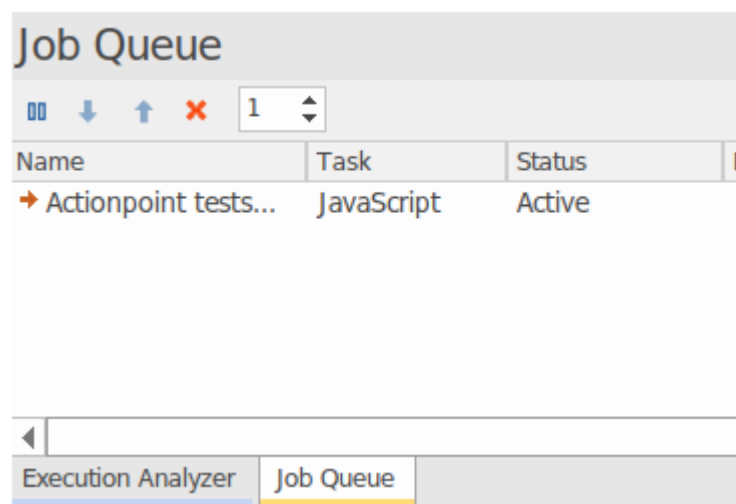 Job Queue
1
Name Task Status
Actionpoint tests... JavaScript Active
Execution Analyzer Job Queue